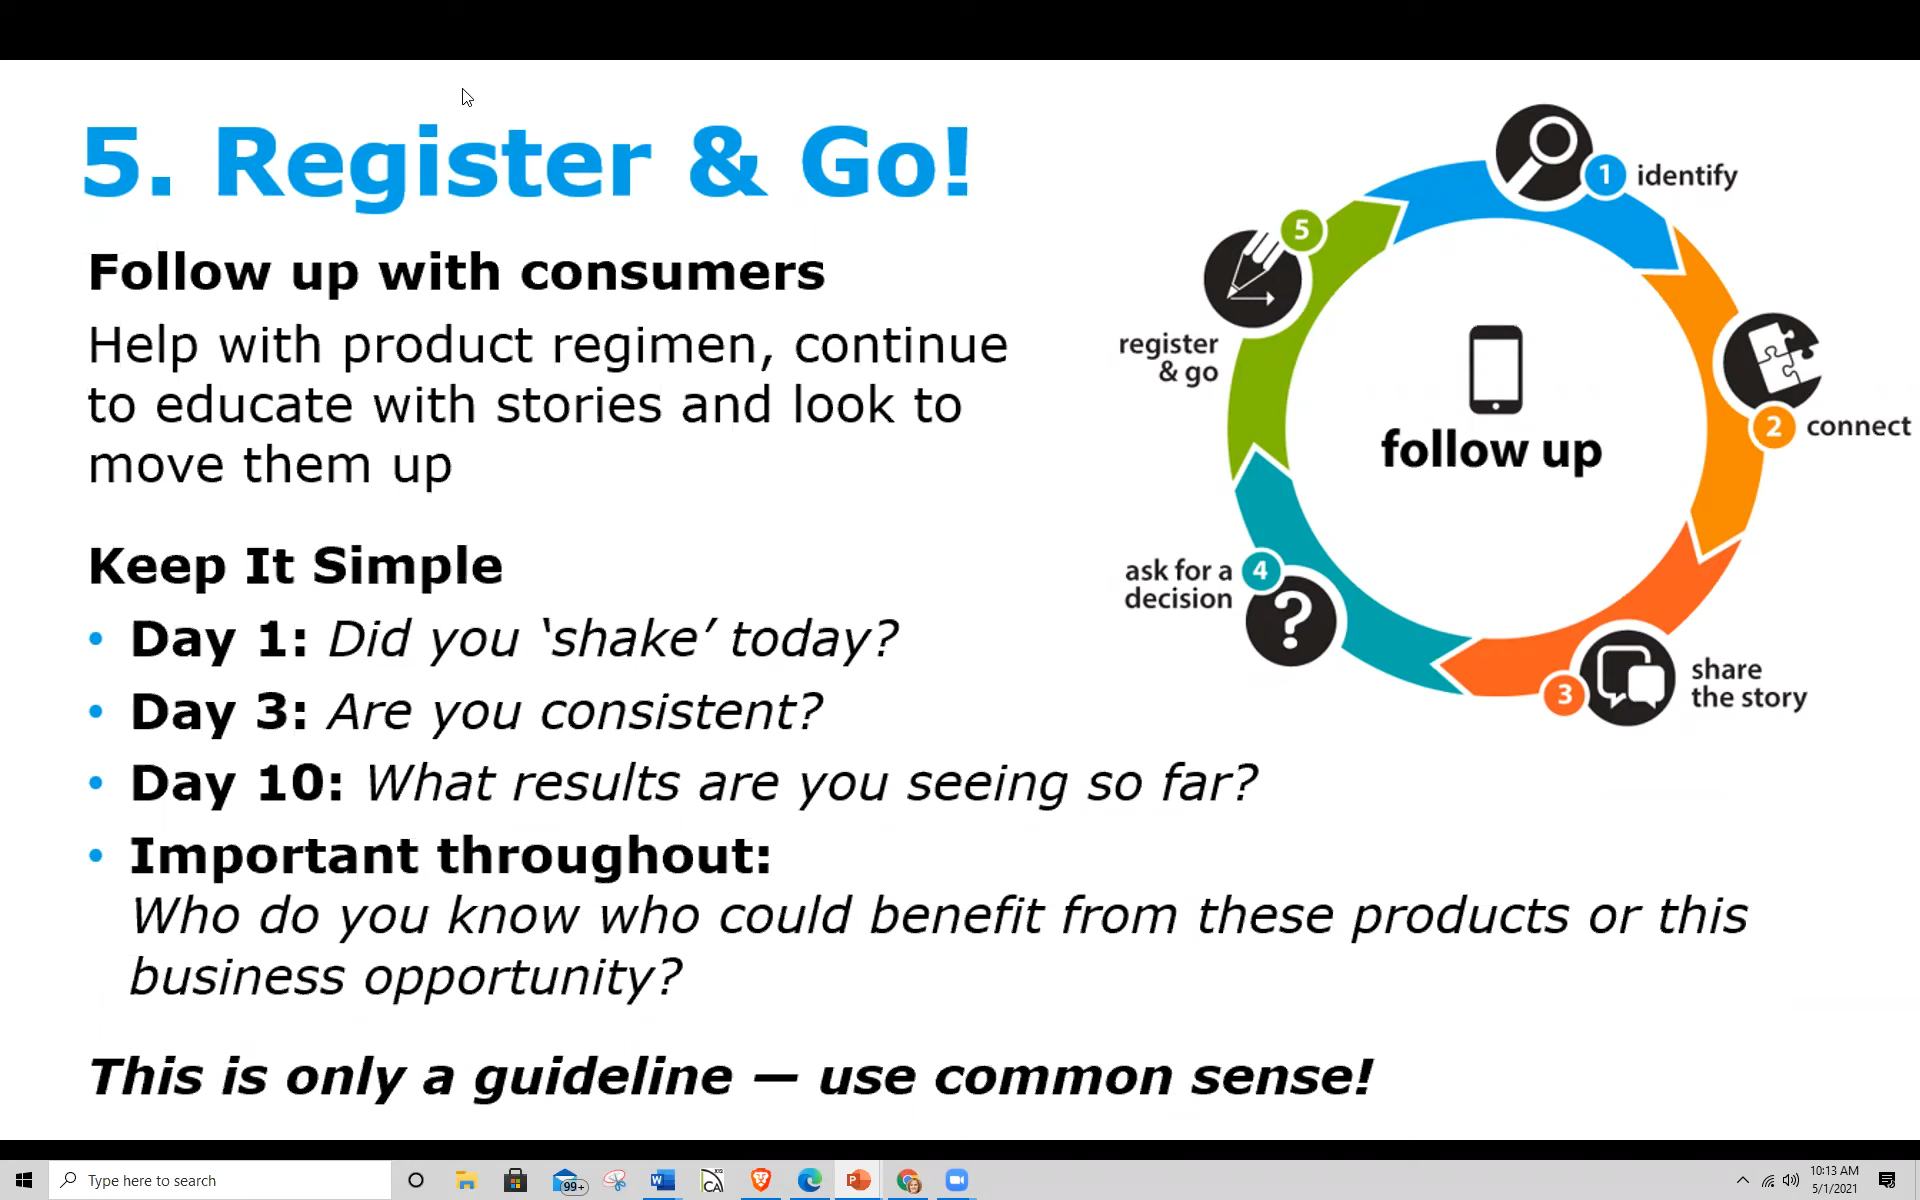 5. Register & Go!
Follow up with consumers
Help with product regimen, continue
to educate with stories and look to
move them up
Keep It Simple
• Day 1: Did you ‘shake’ today?
• Day 3: Are you consistent?
• Day 10: What results are you seeing so far?
• Important throughout:
Who do you know who could benefit from these products or this
business opportunity?
This is only a guideline — use common sense!
1 identify
2 connect
3 share
the story
4 ask for a
decision
5 register
& go
follow up
Type here to search
99+
W
XIS
CA
P
10:13 AM
5/1/2021